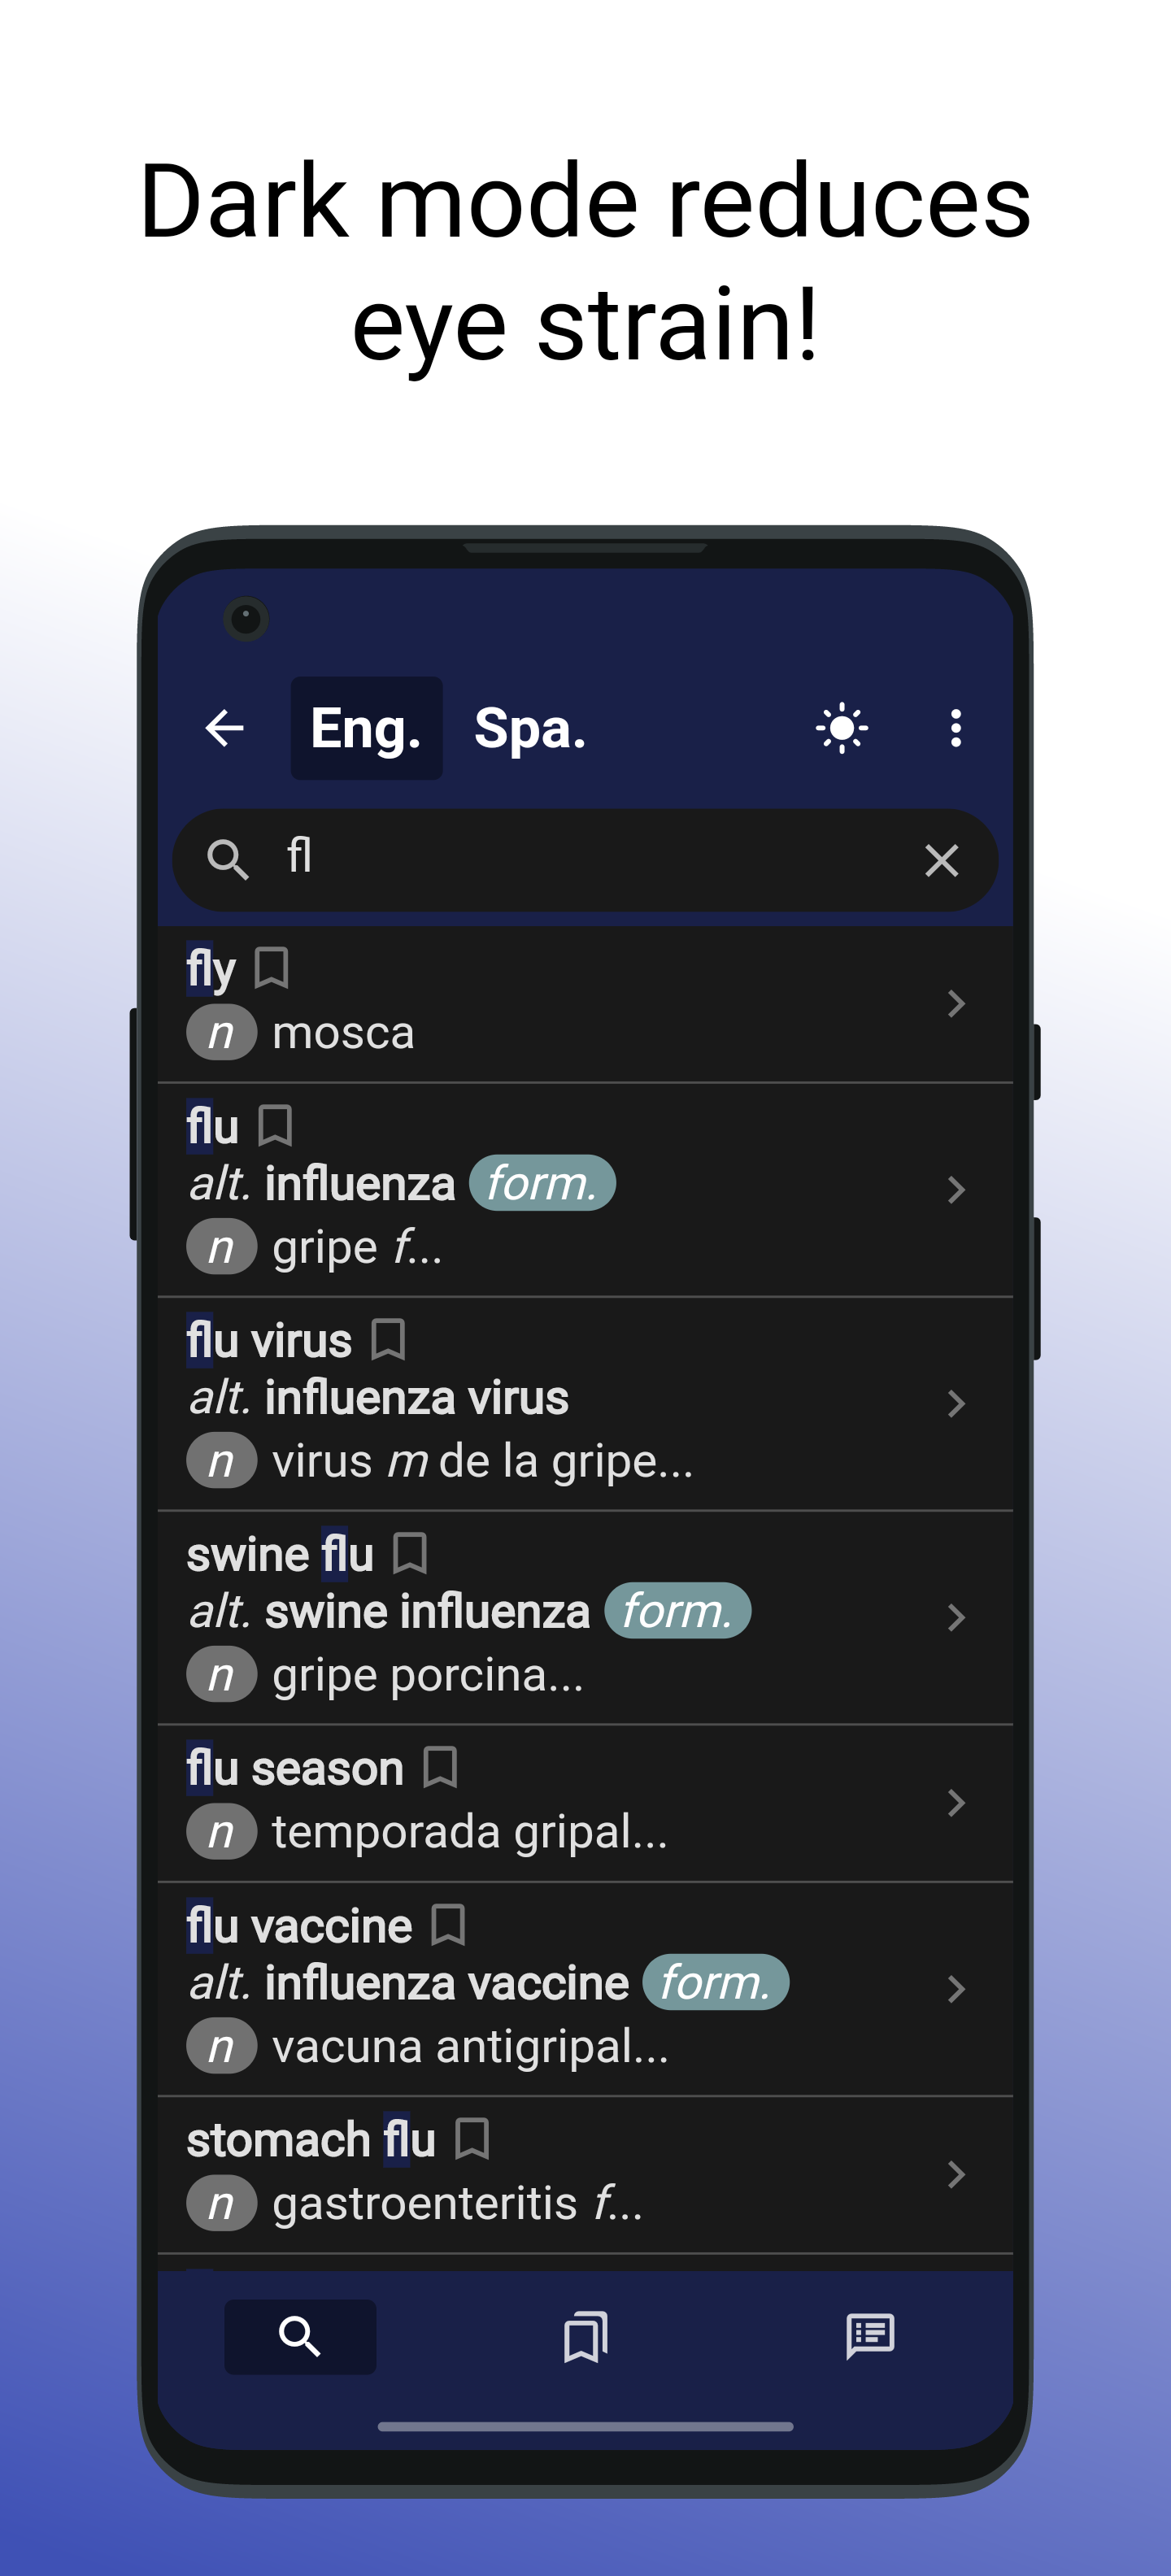 Dark mode reduces
eye strain!
Eng. Spa.
fl
fly
n mosca
flu
alt. influenza form.
n gripe f...
flu virus
alt. influenza virus
n virus m de la gripe...
swine flu
alt. swine influenza form.
n gripe porcina...
flu season
n temporada gripal...
flu vaccine
alt. influenza vaccine form.
n vacuna antigripal...
stomach flu
n gastroenteritis f...